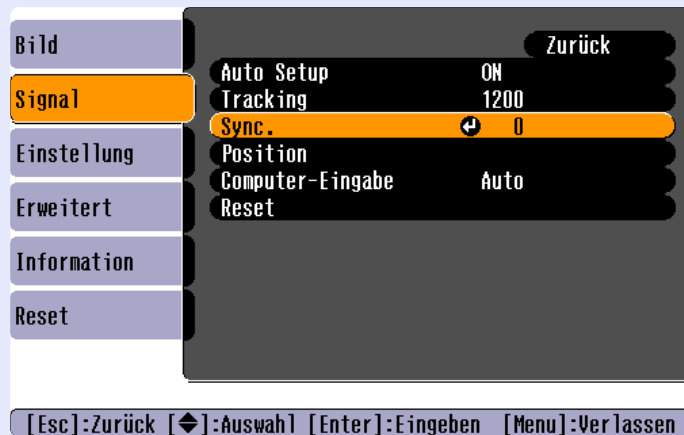 Bild
Signal
Einstellung
Erweitert
Information
Reset
Zurück
Auto Setup ON
Tracking 1200
Sync. 0
Position
Computer-Eingabe Auto
Reset
[Esc]:Zurück [◆]:Auswahl [Enter]:Eingeben [Menu]:Verlassen